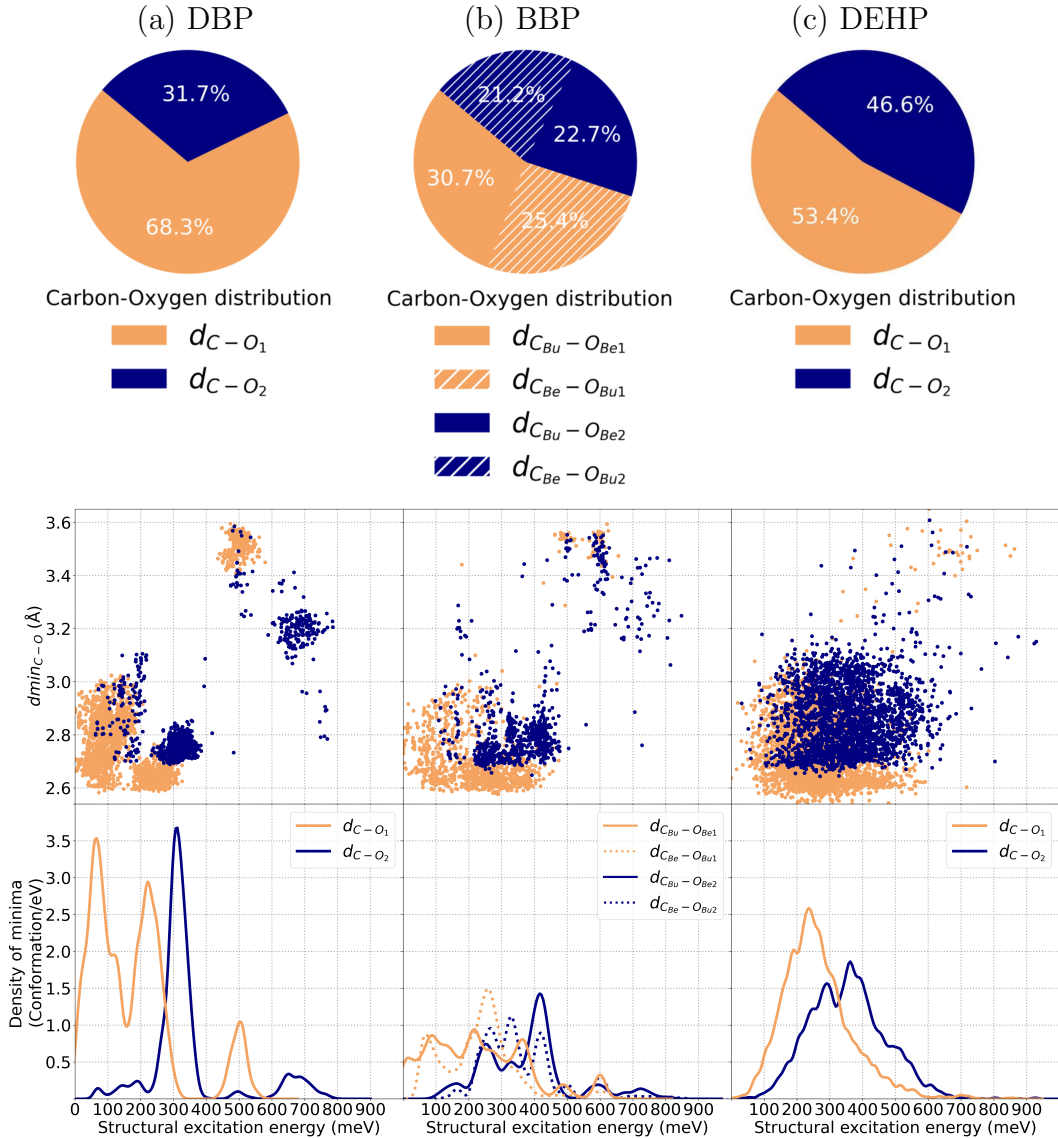 (a) DBP (b) BBP (c) DEHP
31.7%
68.3%
21.2%
22.7%
30.7%
25.4%
46.6%
53.4%
Carbon-Oxygen distribution
d_{C-O_1}
d_{C-O_2}
Carbon-Oxygen distribution
d_{C_{Bu}-O_{Be1}}
d_{C_{Be}-O_{Bu1}}
d_{C_{Bu}-O_{Be2}}
d_{C_{Be}-O_{Bu2}}
Carbon-Oxygen distribution
d_{C-O_1}
d_{C-O_2}
dmin_{C-O} (Å)
3.6
3.4
3.2
3.0
2.8
2.6
Density of minima
(Conformation/eV)
3.5
3.0
2.5
2.0
1.5
1.0
0.5
0.0
d_{C-O_1}
d_{C-O_2}
0 100 200 300 400 500 600 700 800 900
Structural excitation energy (meV)
d_{C_{Bu}-O_{Be1}}
d_{C_{Be}-O_{Bu1}}
d_{C_{Bu}-O_{Be2}}
d_{C_{Be}-O_{Bu2}}
100 200 300 400 500 600 700 800 900
Structural excitation energy (meV)
d_{C-O_1}
d_{C-O_2}
100 200 300 400 500 600 700 800 900
Structural excitation energy (meV)